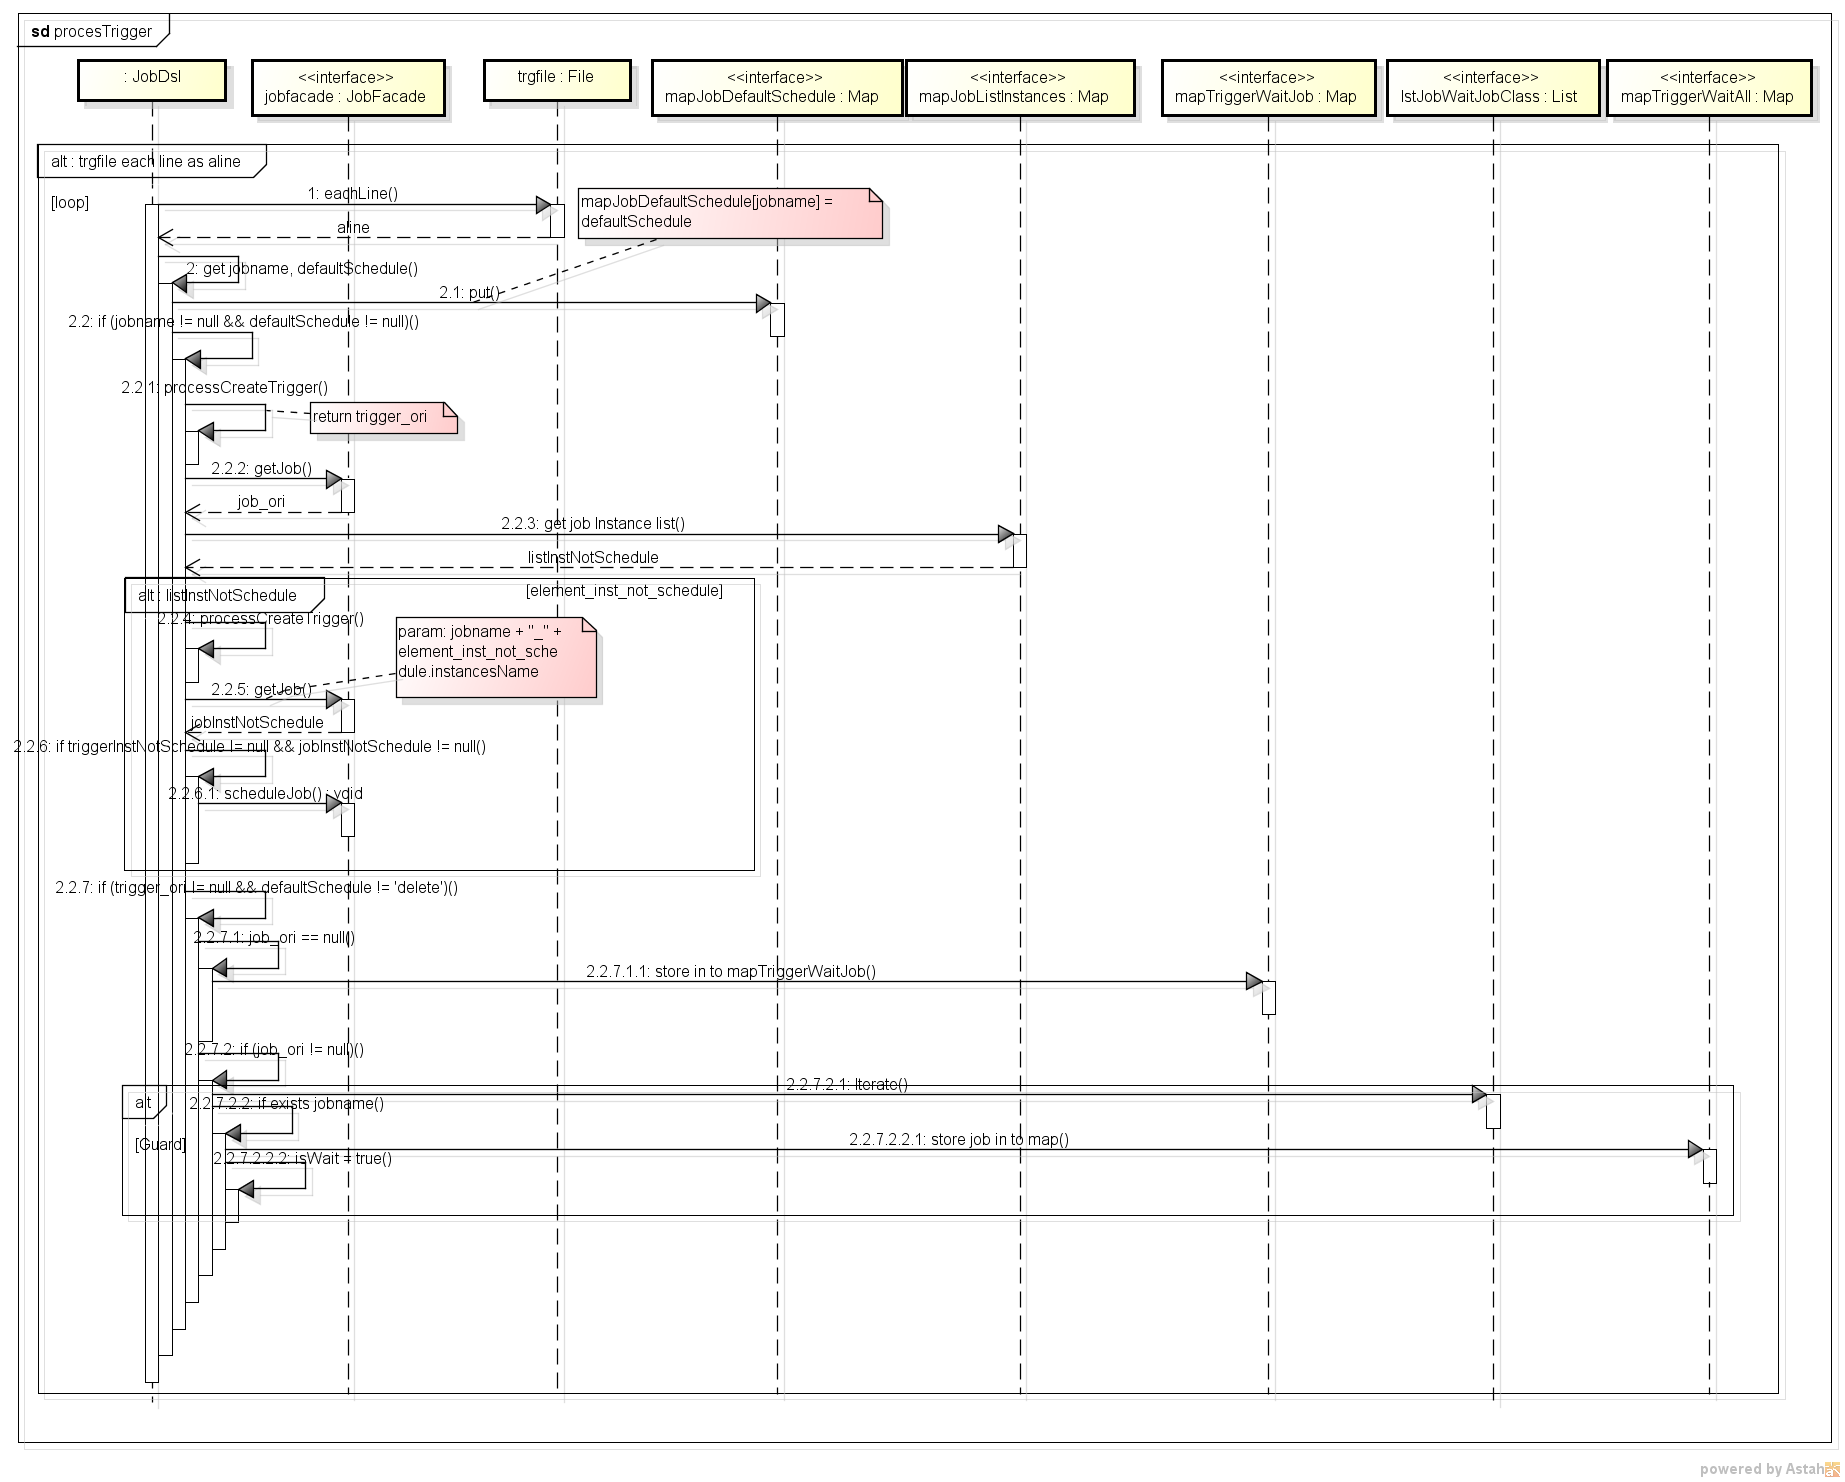 sd procesTrigger
: JobDsl
<<interface>>
jobfacade : JobFacade
trgfile : File
<<interface>>
mapJobDefaultSchedule : Map
<<interface>>
mapJobListInstances : Map
<<interface>>
mapTriggerWaitJob : Map
<<interface>>
lstJobWaitJobClass : List
<<interface>>
mapTriggerWaitAll : Map
alt : trgfile each line as aline
[loop]
1: eachLine()
mapJobDefaultSchedule[jobname] =
defaultSchedule
aline
2: get jobname, defaultSchedule()
2.1: put()
2.2: if (jobname != null && defaultSchedule != null)()
2.2.1: processCreateTrigger()
return trigger_ori
2.2.2: getJob()
job_ori
2.2.3: get job Instance list()
listInstNotSchedule
alt : listInstNotSchedule
[element_inst_not_schedule]
2.2.4: processCreateTrigger()
param: jobname + "_" +
element_inst_not_sche
dule.instancesName
2.2.5: getJob()
jobInstNotSchedule
2.2.6: if triggerInstNotSchedule != null && jobInstNotSchedule != null()
2.2.6.1: scheduleJob() : void
2.2.7: if (trigger_ori != null && defaultSchedule != 'delete')()
2.2.7.1: job_ori == null()
2.2.7.1.1: store in to mapTriggerWaitJob()
2.2.7.2: if (job_ori != null)()
2.2.7.2.1: Iterate()
alt
2.2.7.2.2: if exists jobname()
[Guard]
2.2.7.2.2.1: store job in to map()
2.2.7.2.2.2: isWait = true()
powered by Astah